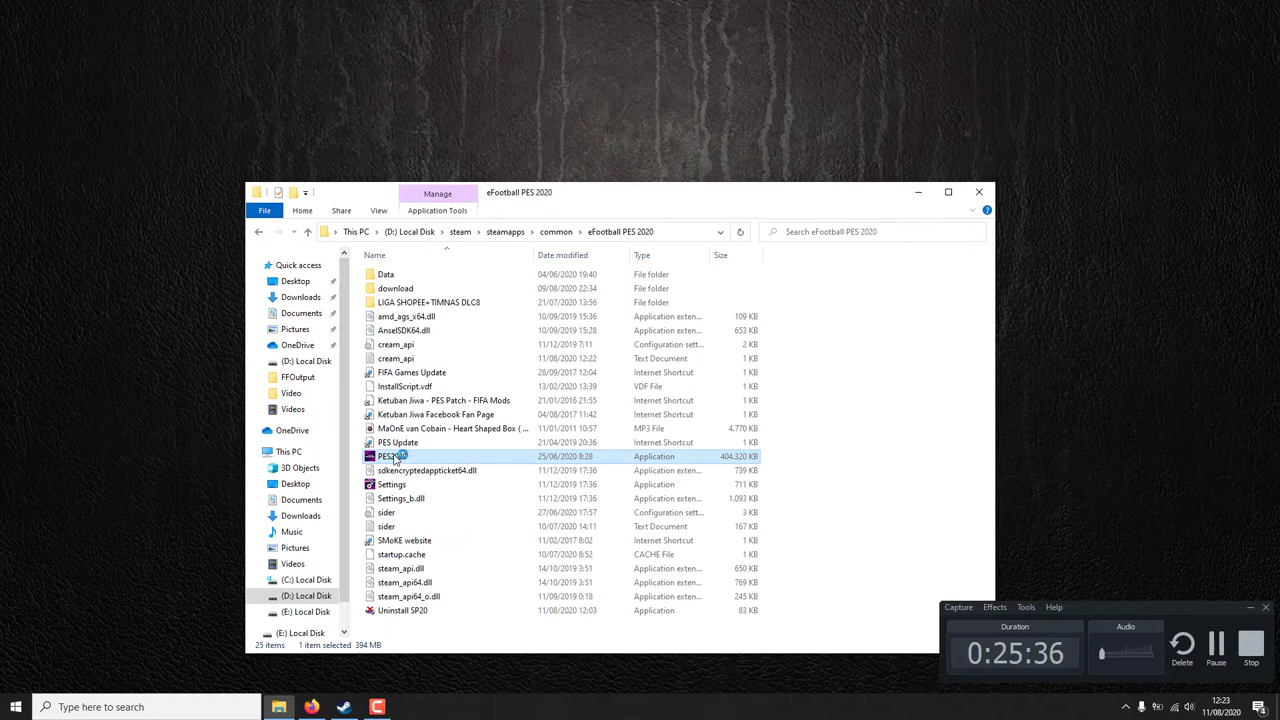 Manage
eFootball PES 2020
File
Home
Share
View
Application Tools
This PC
(D:) Local Disk
steam
steamapps
common
eFootball PES 2020
Search eFootball PES 2020
Name
Date modified
Type
Size
Quick access
Desktop
Downloads
Documents
Pictures
OneDrive
(D:) Local Disk
FFOutput
Video
Videos
OneDrive
This PC
3D Objects
Desktop
Documents
Downloads
Music
Pictures
Videos
(C:) Local Disk
(D:) Local Disk
(E:) Local Disk
(E:) Local Disk
Data 04/06/2020 19:40 File folder
download 09/08/2020 22:34 File folder
LIGA SHOPEE+TIMNAS DLC8 21/07/2020 13:56 File folder
amd_ags_x64.dll 10/09/2019 15:36 Application exten... 109 KB
AnselSDK64.dll 10/09/2019 15:28 Application exten... 653 KB
cream_api 11/12/2019 7:11 Configuration sett... 2 KB
cream_api 11/08/2020 12:22 Text Document 1 KB
FIFA Games Update 28/09/2017 12:04 Internet Shortcut 1 KB
InstallScript.vdf 13/02/2020 13:39 VDF File 1 KB
Ketuban Jiwa - PES Patch - FIFA Mods 21/01/2016 21:55 Internet Shortcut 1 KB
Ketuban Jiwa Facebook Fan Page 04/08/2017 11:42 Internet Shortcut 1 KB
MaOnE van Cobain - Heart Shaped Box ( ... 11/01/2011 10:57 MP3 File 4.770 KB
PES Update 21/04/2019 20:36 Internet Shortcut 1 KB
25/06/2020 8:28 Application 404.320 KB
sdkencryptedappticket64.dll 11/12/2019 17:36 Application exten... 739 KB
Settings 11/12/2019 17:36 Application 1 KB
Settings_b.dll 11/12/2019 17:36 Application exten... 1.093 KB
sider 27/06/2020 17:57 Configuration sett... 3 KB
sider 10/07/2020 14:11 Text Document 167 KB
SMoKE website 11/02/2017 8:02 Internet Shortcut 1 KB
startup.cache 10/07/2020 8:52 CACHE File 1 KB
steam_api.dll 14/10/2019 3:51 Application exten... 650 KB
steam_api64.dll 14/10/2019 3:51 Application exten... 769 KB
steam_api64_o.dll 11/09/2019 0:18 Application exten... 245 KB
Uninstall SP20 11/08/2020 12:03 Application 83 KB
25 items 1 item selected 394 MB
Capture Effects Tools Help
Duration
0:25:36
Audio
Delete
Pause
Stop
Type here to search
12:23
11/08/2020